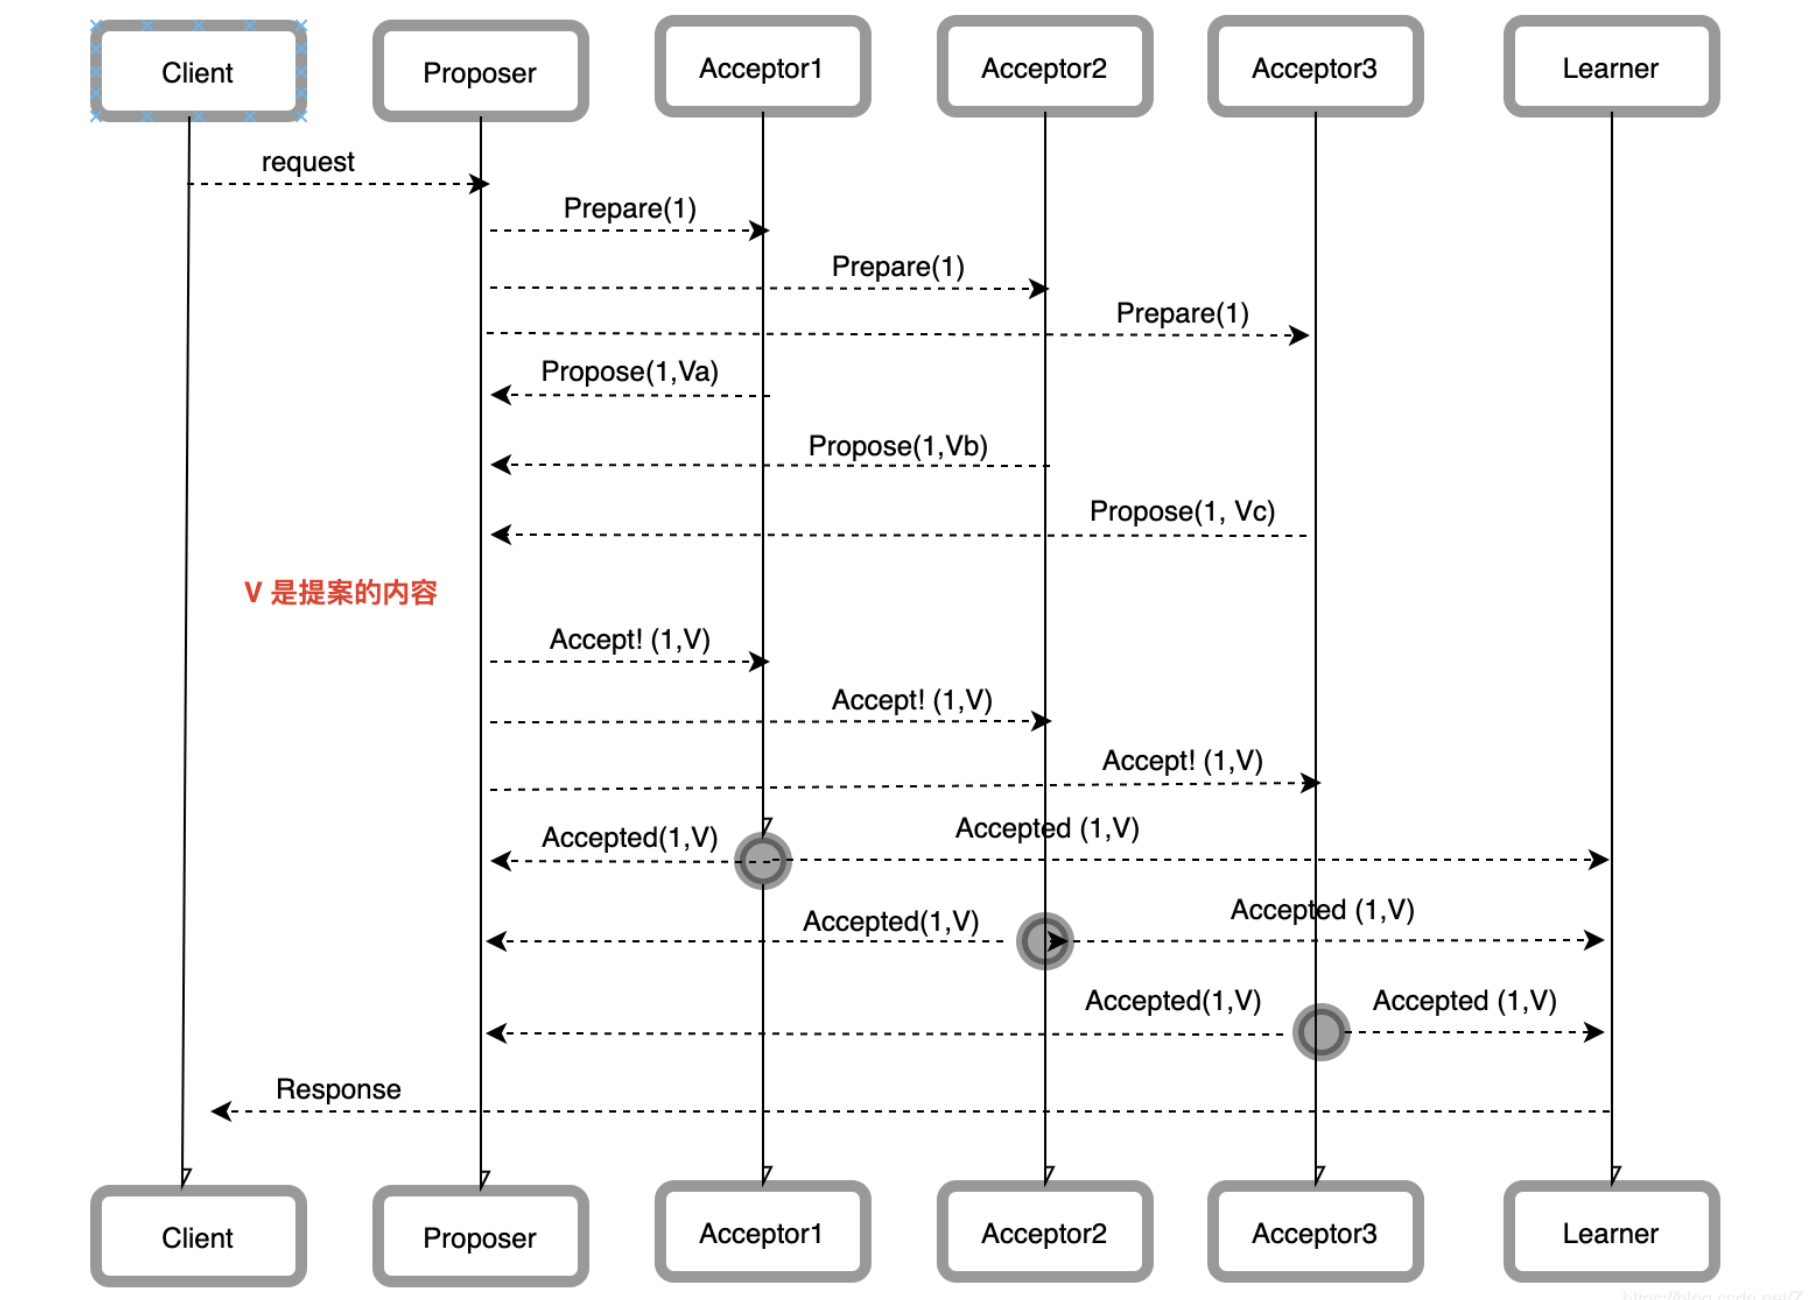 Client
Proposer
Acceptor1
Acceptor2
Acceptor3
Learner
request
Prepare(1)
Prepare(1)
Prepare(1)
Propose(1,Va)
Propose(1,Vb)
Propose(1, Vc)
V 是提案的内容
Accept! (1,V)
Accept! (1,V)
Accept! (1,V)
Accepted(1,V)
Accepted (1,V)
Accepted(1,V)
Accepted (1,V)
Accepted(1,V)
Accepted (1,V)
Response
Client
Proposer
Acceptor1
Acceptor2
Acceptor3
Learner